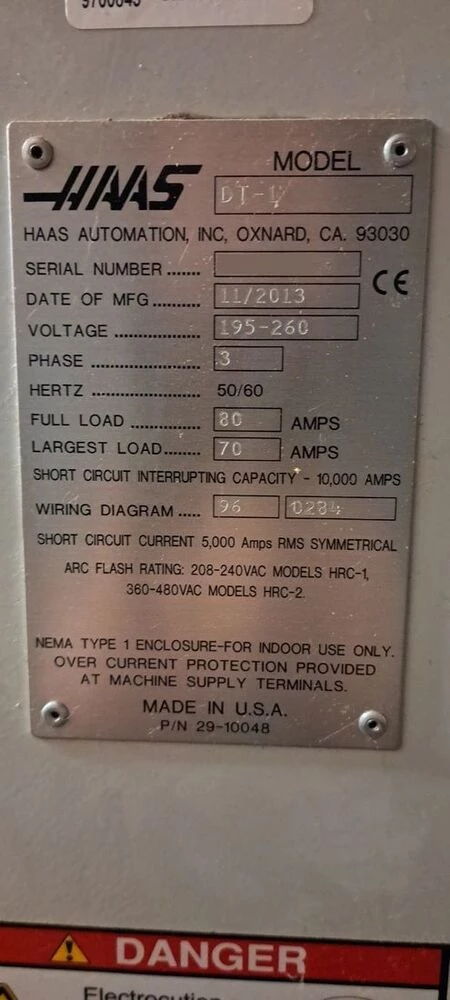 HAAS
MODEL
DT-1
HAAS AUTOMATION, INC, OXNARD, CA. 93030
SERIAL NUMBER .......
CE
DATE OF MFG.......... 11/2013
VOLTAGE .................. 195-260
PHASE ....................... 3
HERTZ ....................... 50/60
FULL LOAD ............... 80 AMPS
LARGEST LOAD........ 70 AMPS
SHORT CIRCUIT INTERRUPTING CAPACITY - 10,000 AMPS
WIRING DIAGRAM ..... 96 0284
SHORT CIRCUIT CURRENT 5,000 Amps RMS SYMMETRICAL
ARC FLASH RATING: 208-240VAC MODELS HRC-1,
360-480VAC MODELS HRC-2.
NEMA TYPE 1 ENCLOSURE-FOR INDOOR USE ONLY.
OVER CURRENT PROTECTION PROVIDED
AT MACHINE SUPPLY TERMINALS.
MADE IN U.S.A.
P/N 29-10048
DANGER
Electrocution